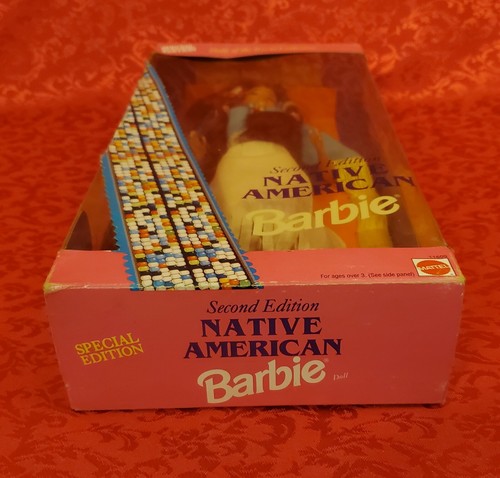 Second Edition
NATIVE
AMERICAN
Barbie®
For ages over 3. (See side panel)
MATTEL
SPECIAL
EDITION
Second Edition
NATIVE
AMERICAN
Barbie®
Doll